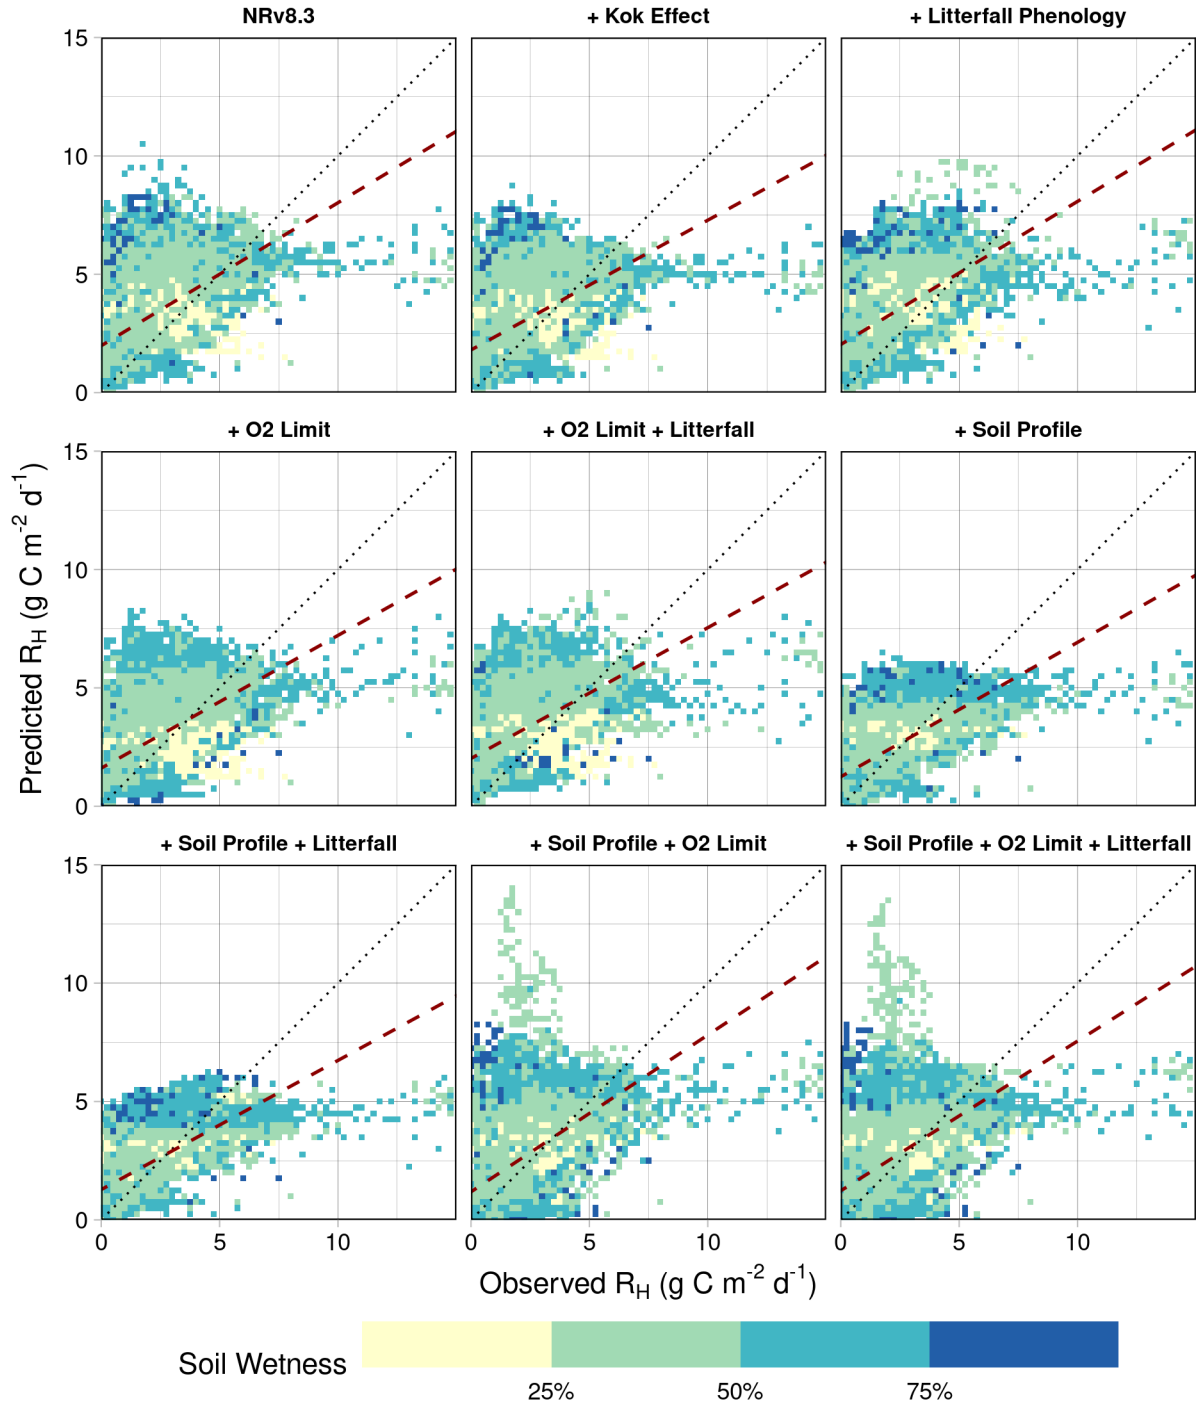 NRv8.3
+ Kok Effect
+ Litterfall Phenology
15
10
5
0
+ O2 Limit
+ O2 Limit + Litterfall
+ Soil Profile
15
10
5
0
Predicted R_H (g C m^-2 d^-1)
+ Soil Profile + Litterfall
+ Soil Profile + O2 Limit
+ Soil Profile + O2 Limit + Litterfall
15
10
5
0
0 5 10
0 5 10
0 5 10
Observed R_H (g C m^-2 d^-1)
Soil Wetness
25% 50% 75%